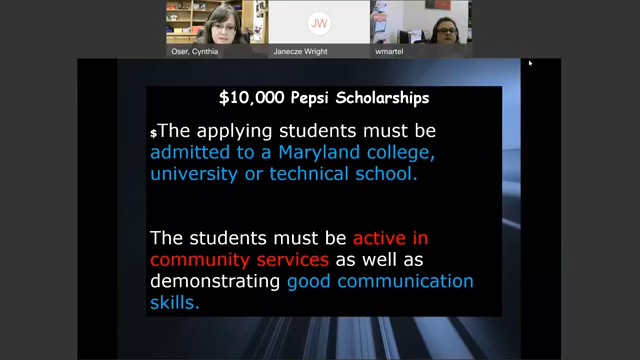 JW
Oser, Cynthia
Janecze Wright
wmartel
$10,000 Pepsi Scholarships
$The applying students must be
admitted to a Maryland college,
university or technical school.
The students must be active in
community services as well as
demonstrating good communication
skills.